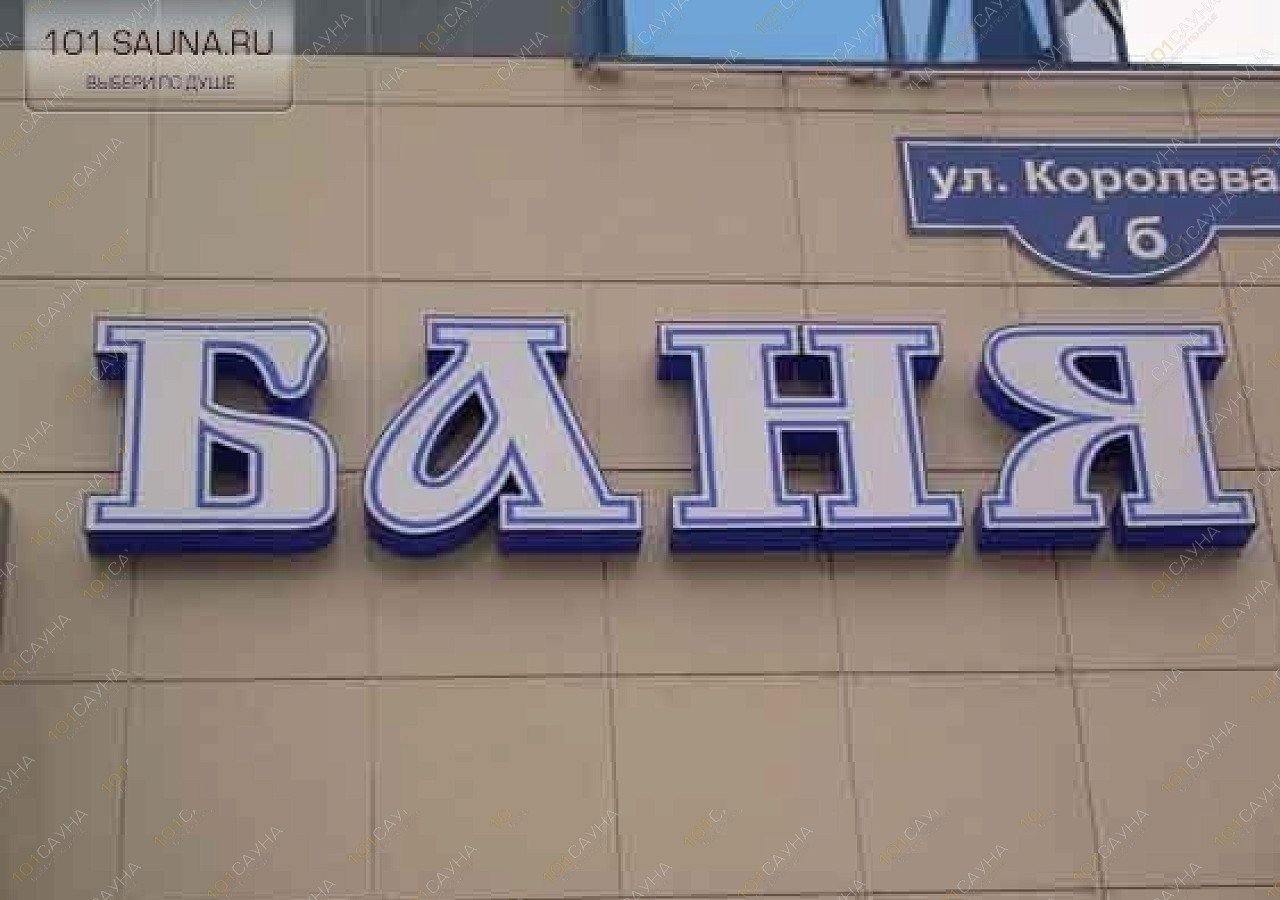 101 SAUNA.RU
ВЫБЕРИ ПО ДУШЕ
ул. Королева
4 б
БАНЯ